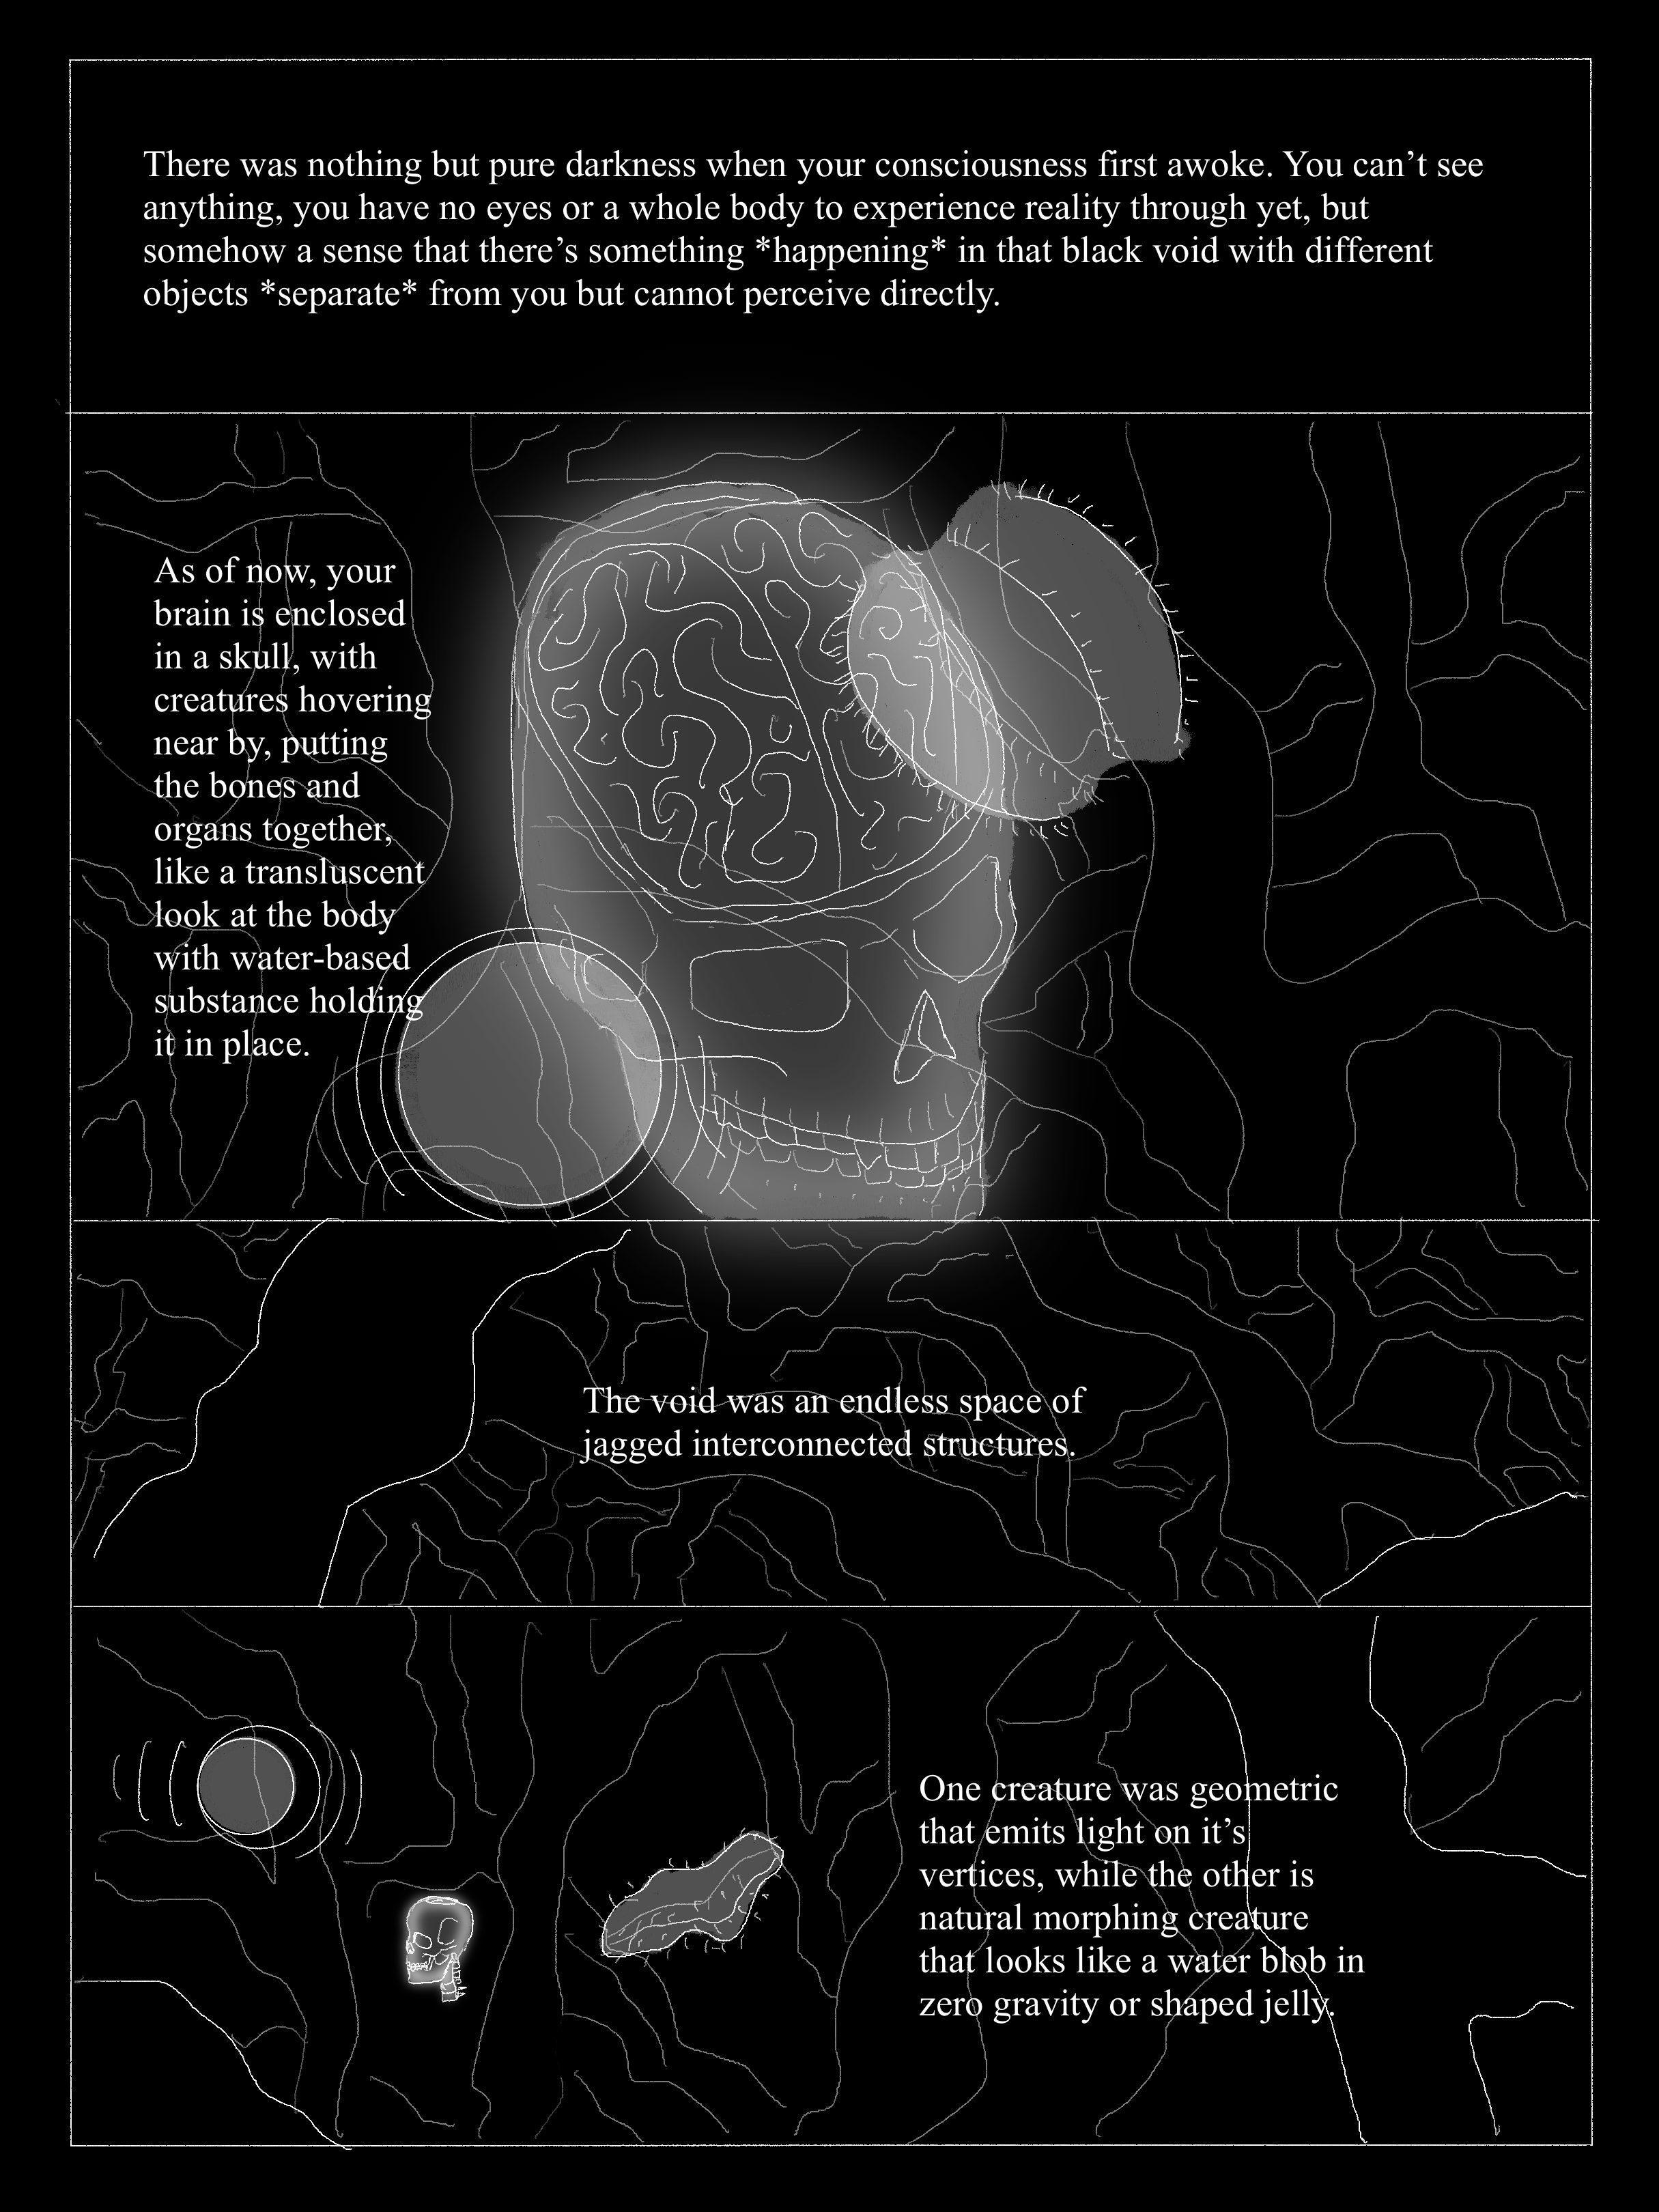 There was nothing but pure darkness when your consciousness first awoke. You can’t see
anything, you have no eyes or a whole body to experience reality through yet, but
somehow a sense that there’s something *happening* in that black void with different
objects *separate* from you but cannot perceive directly.
As of now, your
brain is enclosed
in a skull, with
creatures hovering
near by, putting
the bones and
organs together,
like a transluscent
look at the body
with water-based
substance holding
it in place.
The void was an endless space of
jagged interconnected structures.
One creature was geometric
that emits light on it’s
vertices, while the other is
natural morphing creature
that looks like a water blob in
zero gravity or shaped jelly.